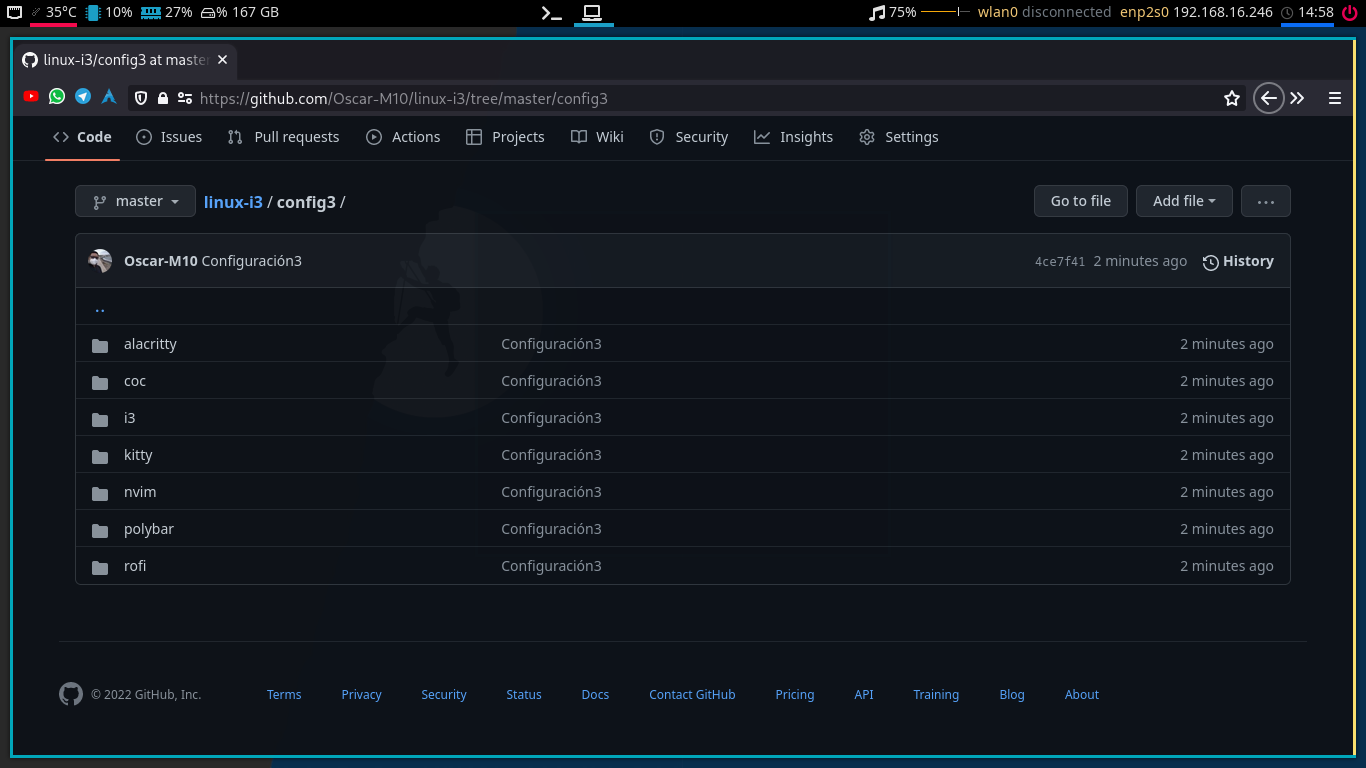 35°C 10% 27% % 167 GB 75% wlan0 disconnected enp2s0 192.168.16.246 14:58
linux-i3/config3 at master
https://github.com/Oscar-M10/linux-i3/tree/master/config3
Code Issues Pull requests Actions Projects Wiki Security Insights Settings
master linux-i3 / config3 / Go to file Add file ...
Oscar-M10 Configuración3 4ce7f41 2 minutes ago History
..
alacritty Configuración3 2 minutes ago
coc Configuración3 2 minutes ago
i3 Configuración3 2 minutes ago
kitty Configuración3 2 minutes ago
nvim Configuración3 2 minutes ago
polybar Configuración3 2 minutes ago
rofi Configuración3 2 minutes ago
© 2022 GitHub, Inc. Terms Privacy Security Status Docs Contact GitHub Pricing API Training Blog About